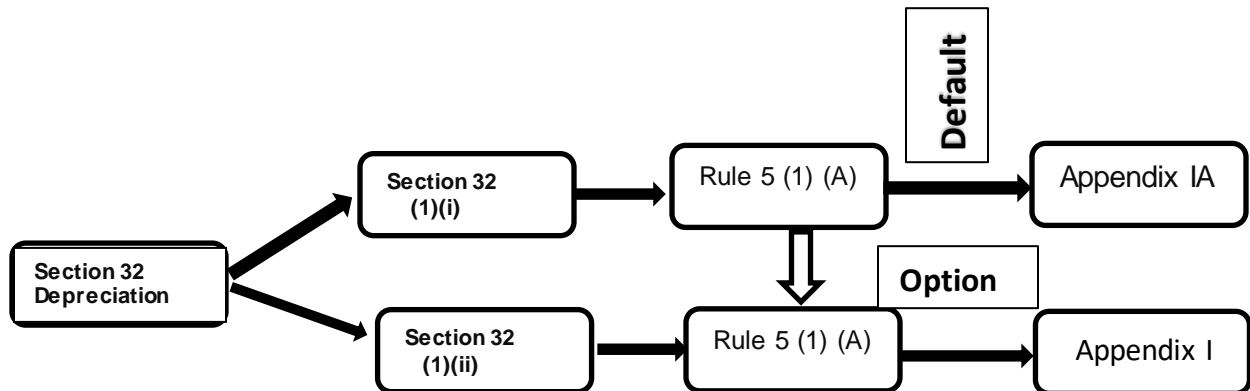 Default
Section 32
(1)(i)
Rule 5 (1) (A)
Appendix IA
Section 32
Depreciation
Option
Section 32
(1)(ii)
Rule 5 (1) (A)
Appendix I